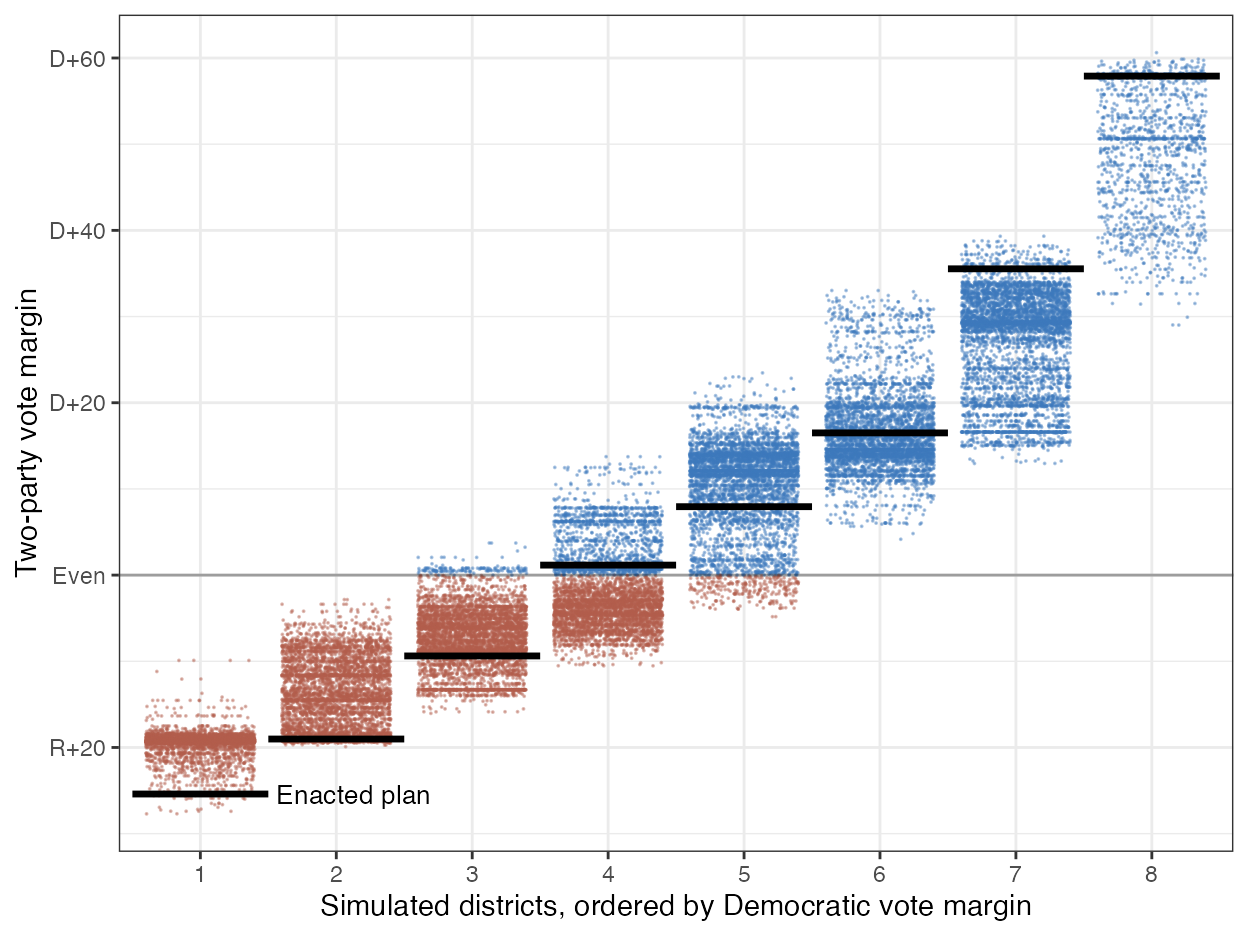 D+60
D+40
D+20
Even
R+20
Two-party vote margin
Enacted plan
1 2 3 4 5 6 7 8
Simulated districts, ordered by Democratic vote margin